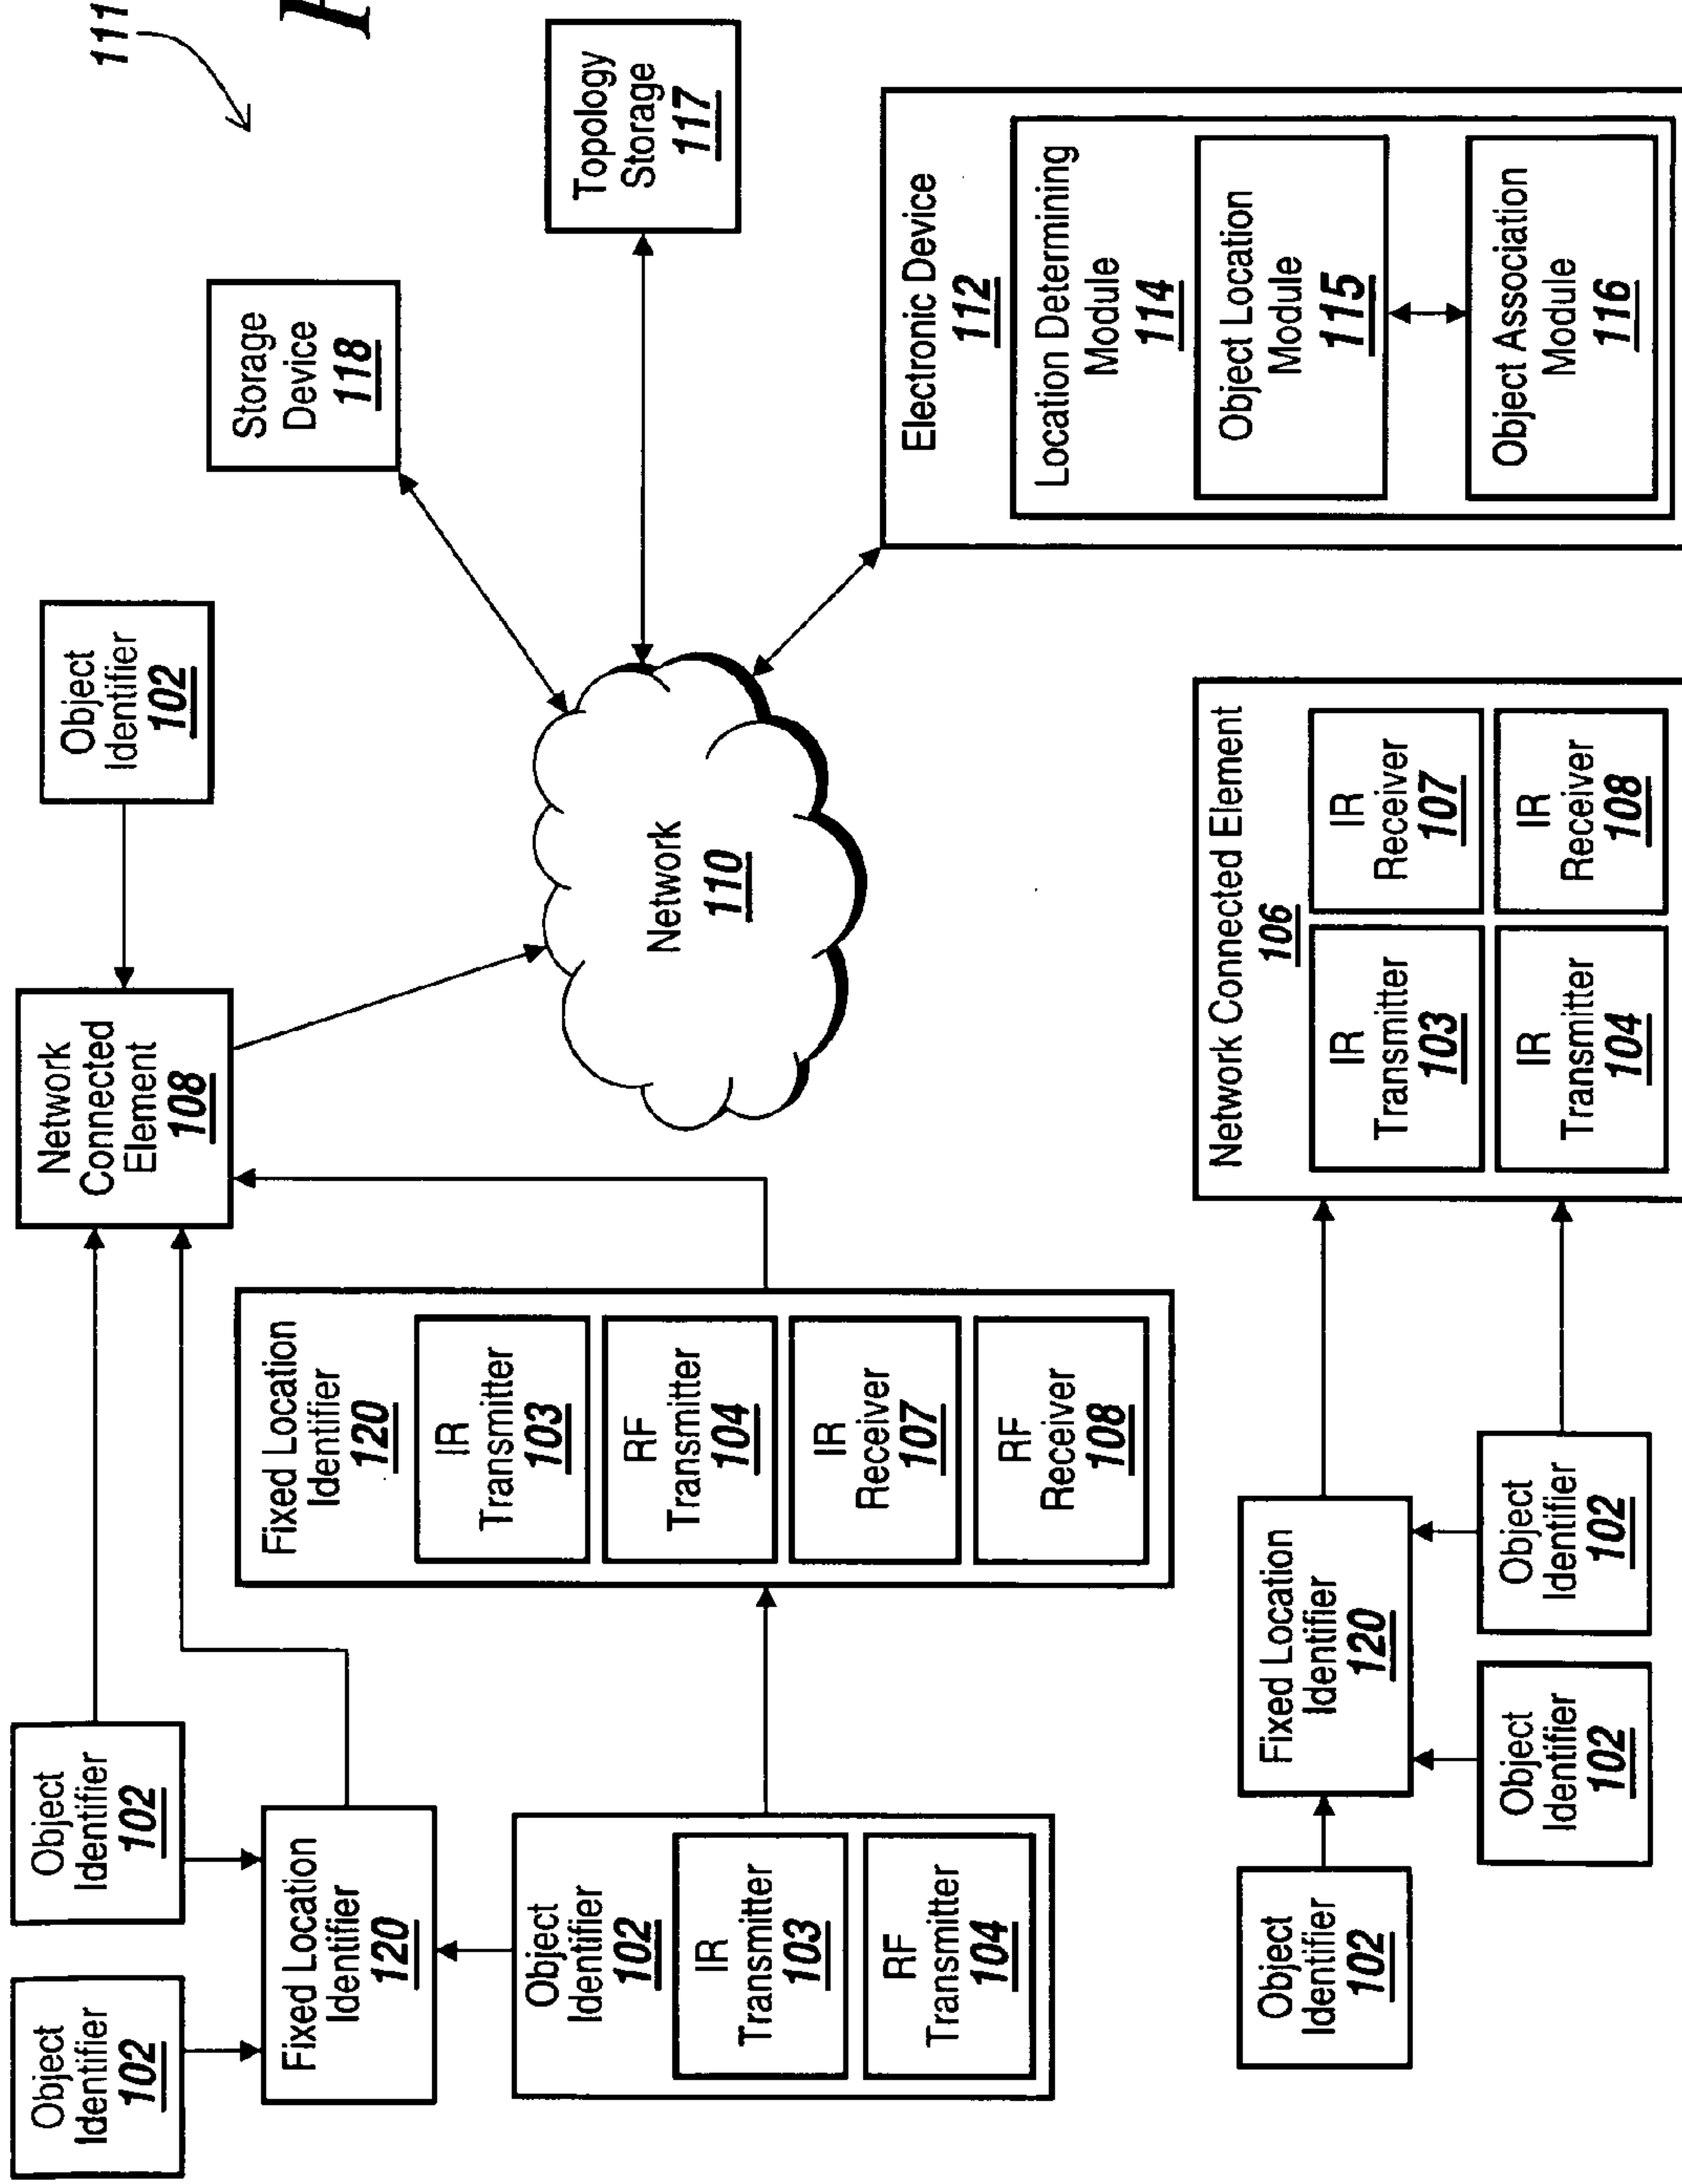 Object
Identifier
102
Object
Identifier
102
Network
Connected
Element
108
Object
Identifier
102
111
Fixed Location
Identifier
120
Fixed Location
Identifier
120
IR
Transmitter
103
RF
Transmitter
104
IR
Receiver
107
RF
Receiver
108
Storage
Device
118
Object
Identifier
102
IR
Transmitter
103
RF
Transmitter
104
Network
110
Topology
Storage
117
Electronic Device
112
Location Determining
Module
114
Object Location
Module
115
Object Association
Module
116
Object
Identifier
102
Fixed Location
Identifier
120
Object
Identifier
102
Object
Identifier
102
Network Connected Element
106
IR
Transmitter
103
IR
Receiver
107
IR
Transmitter
104
IR
Receiver
108